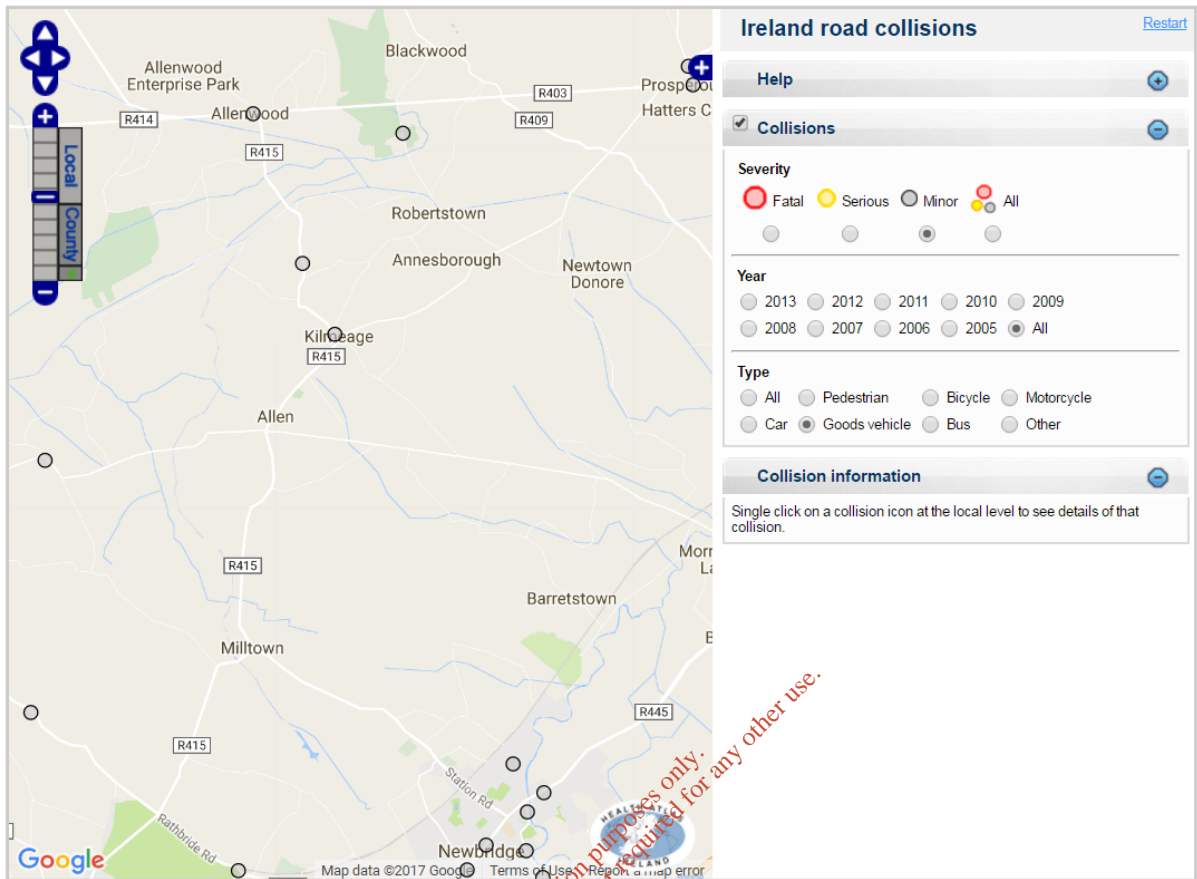 Blackwood
Allenwood
Enterprise Park
R403
Prosperou
R414
Allenwood
R409
Hatters C
R415
Local
County
Robertstown
Annesborough
Newtown
Donore
Kilmeage
R415
Allen
R415
Morr
La
Barretstown
B
Milltown
R445
R415
Station Rd
Rathbride Rd
Newbridge
HEALTH ATLAS
IRELAND
Google
Map data ©2017 Google
Terms of Use
Report a map error
Ireland road collisions
Restart
Help
Collisions
Severity
Fatal Serious Minor All
Year
2013 2012 2011 2010 2009
2008 2007 2006 2005 All
Type
All Pedestrian Bicycle Motorcycle
Car Goods vehicle Bus Other
Collision information
Single click on a collision icon at the local level to see details of that
collision.
purposes only.
required for any other use.